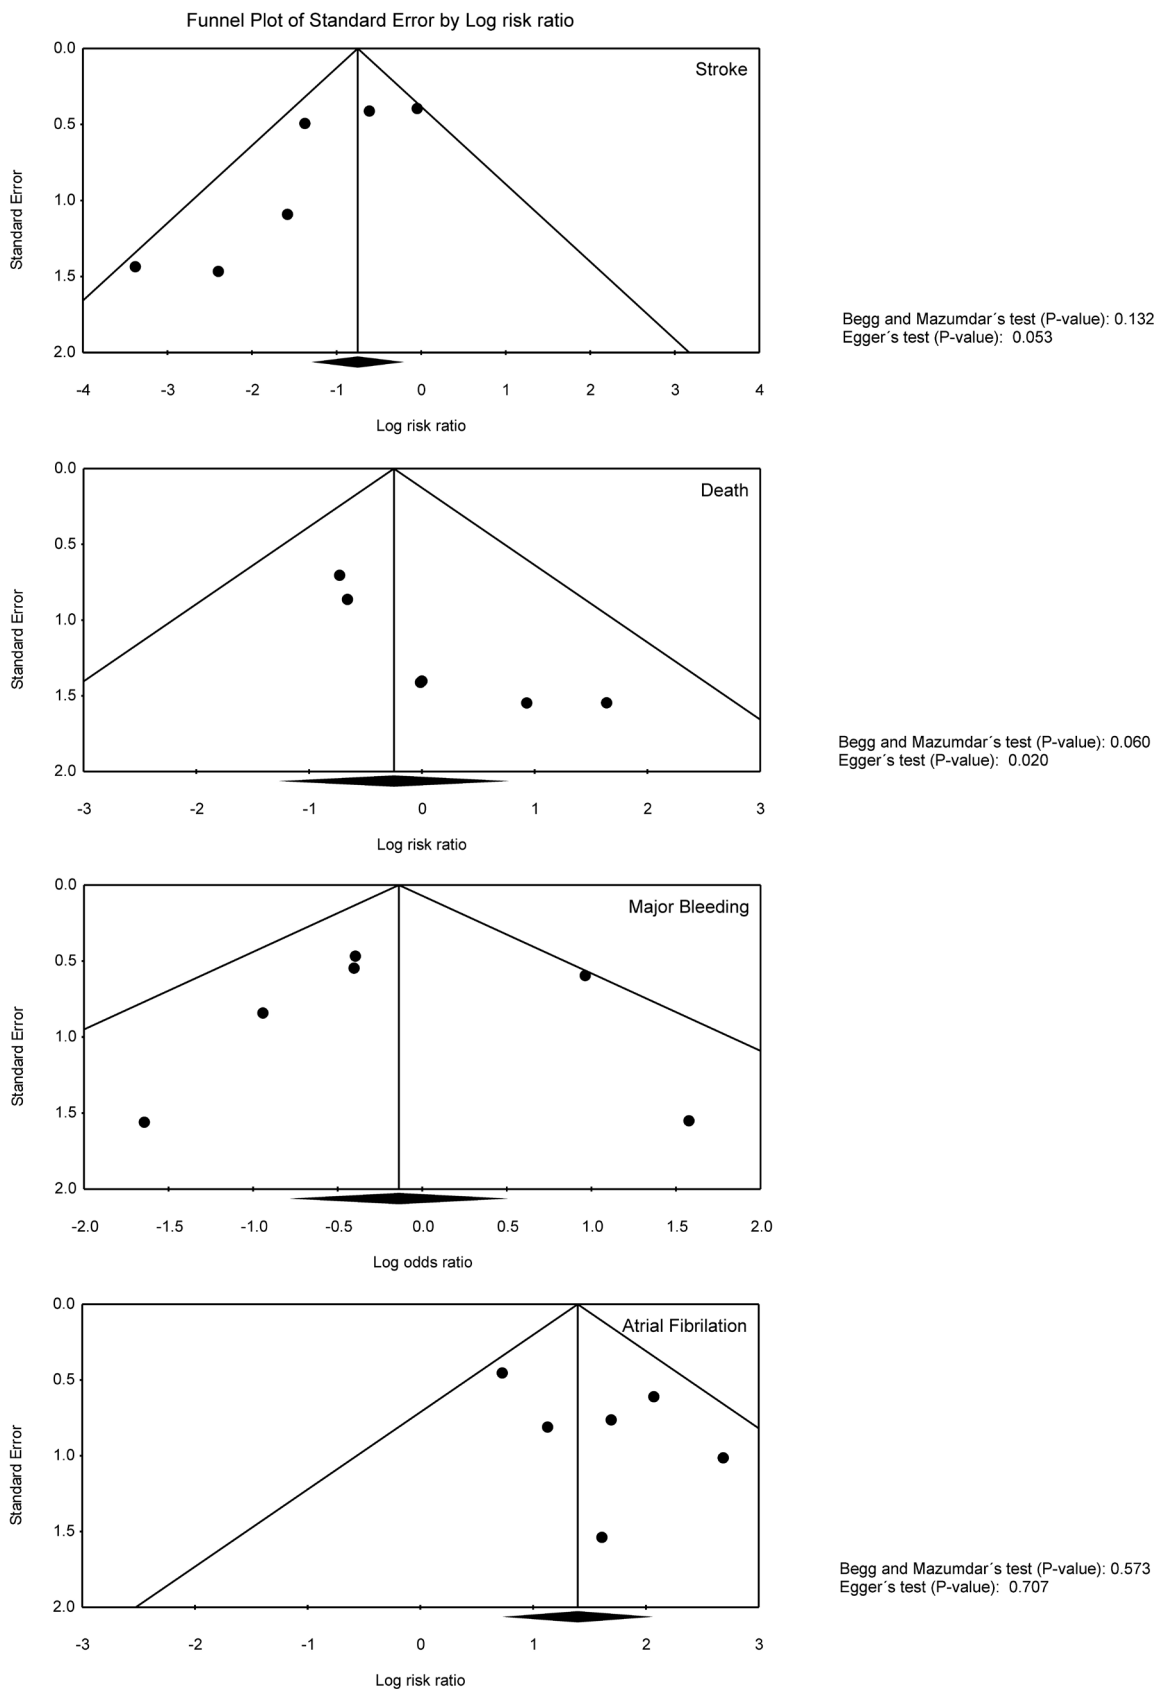 Funnel Plot of Standard Error by Log risk ratio
0.0
Stroke
0.5
1.0
Standard Error
1.5
2.0
Begg and Mazumdar´s test (P-value): 0.132
Egger´s test (P-value): 0.053
-4 -3 -2 -1 0 1 2 3 4
Log risk ratio
0.0
Death
0.5
1.0
Standard Error
1.5
2.0
Begg and Mazumdar´s test (P-value): 0.060
Egger´s test (P-value): 0.020
-3 -2 -1 0 1 2 3
Log risk ratio
0.0
Major Bleeding
0.5
1.0
Standard Error
1.5
2.0
-2.0 -1.5 -1.0 -0.5 0.0 0.5 1.0 1.5 2.0
Log odds ratio
0.0
Atrial Fibrilation
0.5
1.0
Standard Error
1.5
2.0
Begg and Mazumdar´s test (P-value): 0.573
Egger´s test (P-value): 0.707
-3 -2 -1 0 1 2 3
Log risk ratio